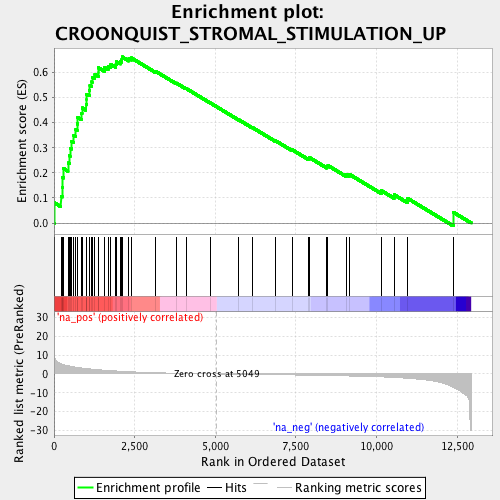 Enrichment plot:
CROONQUIST_STROMAL_STIMULATION_UP
Enrichment score (ES)
0.6
0.5
0.4
0.3
0.2
0.1
0.0
'na_pos' (positively correlated)
Ranked list metric (PreRanked)
30
20
10
0
-10
-20
-30
Zero cross at 5049
'na_neg' (negatively correlated)
0
2,500
5,000
7,500
10,000
12,500
Rank in Ordered Dataset
Enrichment profile
Hits
Ranking metric scores